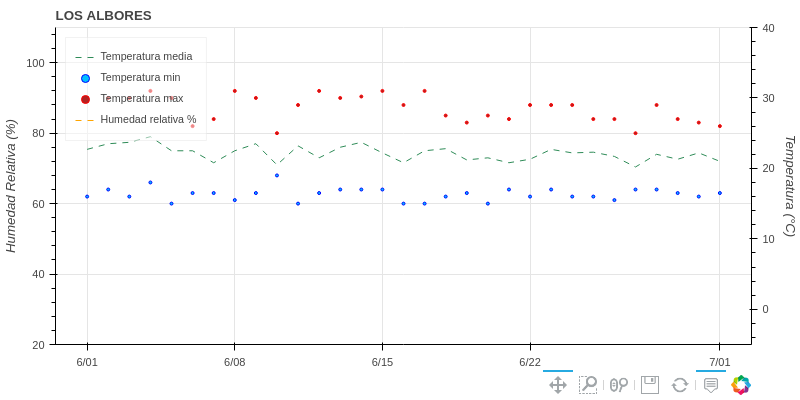 LOS ALBORES
Temperatura media
Temperatura min
Temperatura max
Humedad relativa %
Humedad Relativa (%)
100
80
60
40
20
40
30
20
10
0
Temperatura (°C)
6/01
6/08
6/15
6/22
7/01